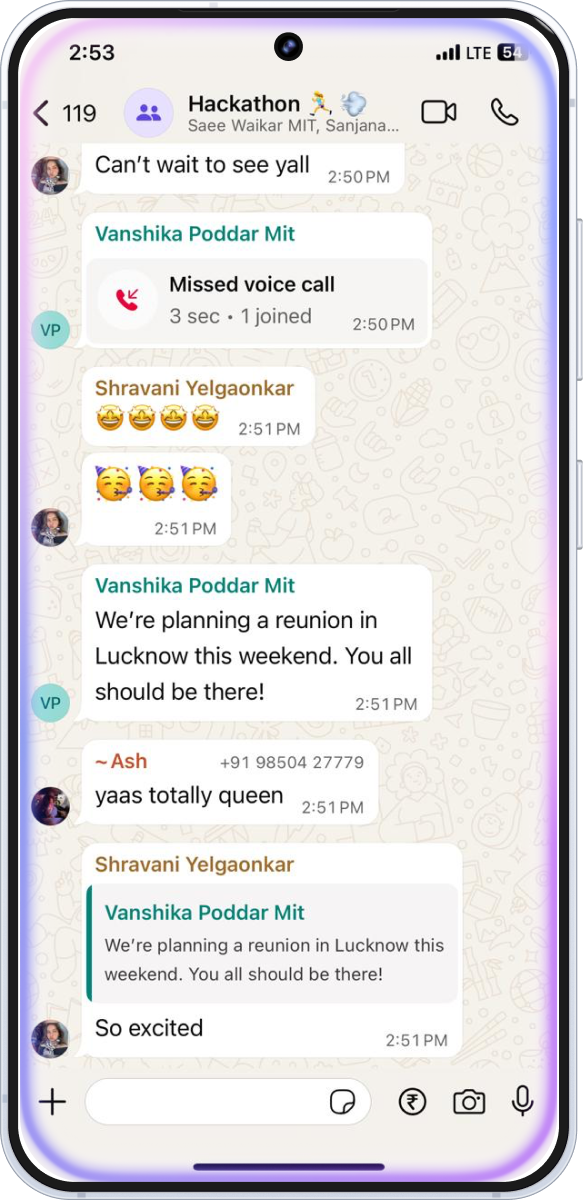 2:53
LTE 54
119
Hackathon 🏃💨
Saee Waikar MIT, Sanjana...
Can’t wait to see yall
2:50 PM
Vanshika Poddar Mit
Missed voice call
3 sec • 1 joined
2:50 PM
VP
Shravani Yelgaonkar
🤩🤩🤩🤩
2:51 PM
🥳🥳🥳
2:51 PM
Vanshika Poddar Mit
We’re planning a reunion in
Lucknow this weekend. You all
should be there!
2:51 PM
VP
~ Ash +91 98504 27779
yaas totally queen
2:51 PM
Shravani Yelgaonkar
Vanshika Poddar Mit
We’re planning a reunion in Lucknow this
weekend. You all should be there!
So excited
2:51 PM
₹